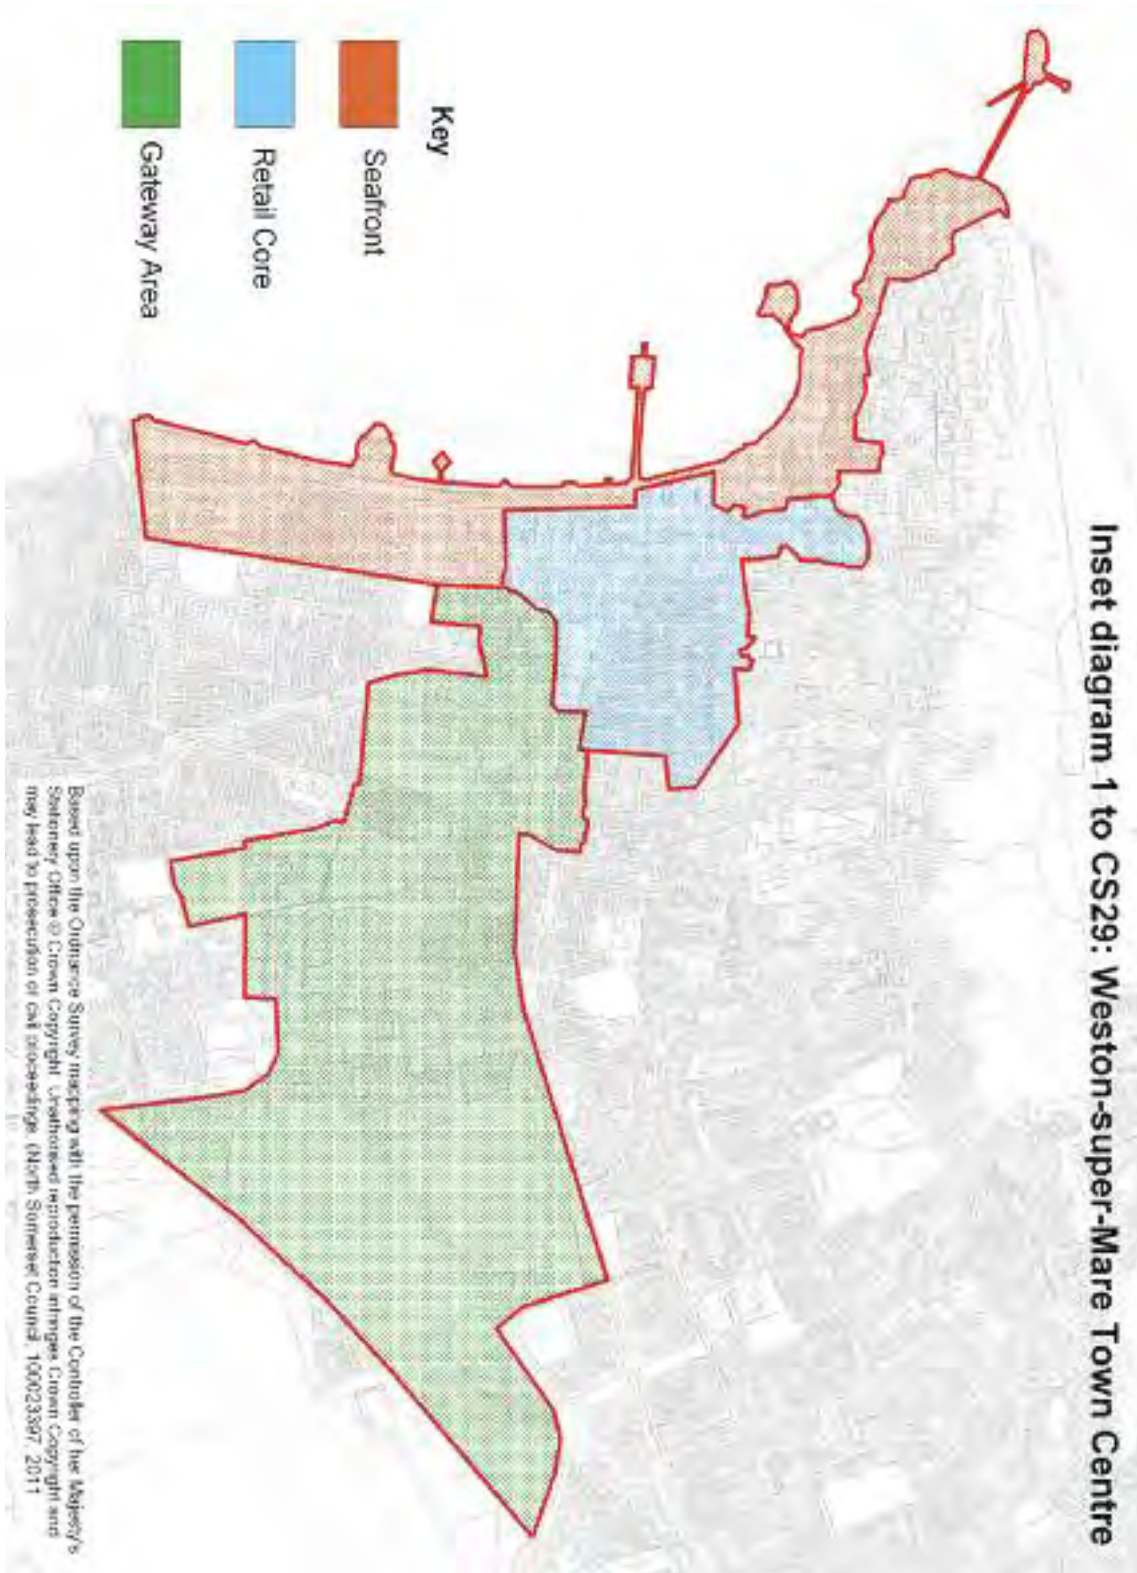 Inset diagram 1 to CS29: Weston-super-Mare Town Centre
Key
Seafront
Retail Core
Gateway Area
Based upon the Ordnance Survey mapping with the permission of the Controller of her Majesty's
Stationery Office © Crown Copyright. Unathorised reproduction infringes Crown Copyright and
may lead to prosecution or civil proceedings. (North Somerset Council, 100023397, 2011